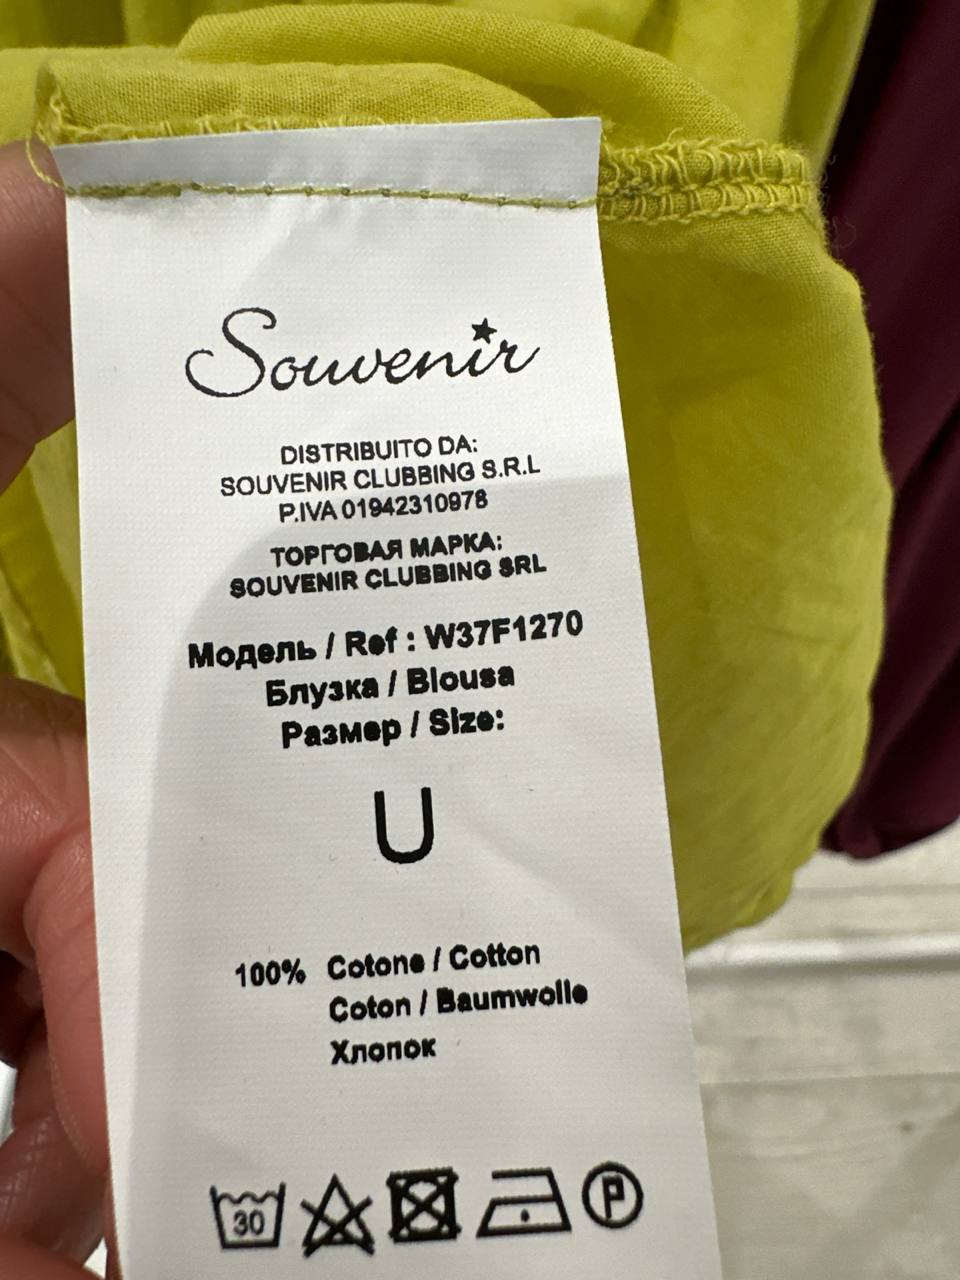 Souvenir
DISTRIBUITO DA:
SOUVENIR CLUBBING S.R.L
P.IVA 01942310978
ТОРГОВАЯ МАРКА:
SOUVENIR CLUBBING SRL
Модель / Ref : W37F1270
Блузка / Blousa
Размер / Size:
U
100% Cotone / Cotton
Coton / Baumwolle
Хлопок
30 P